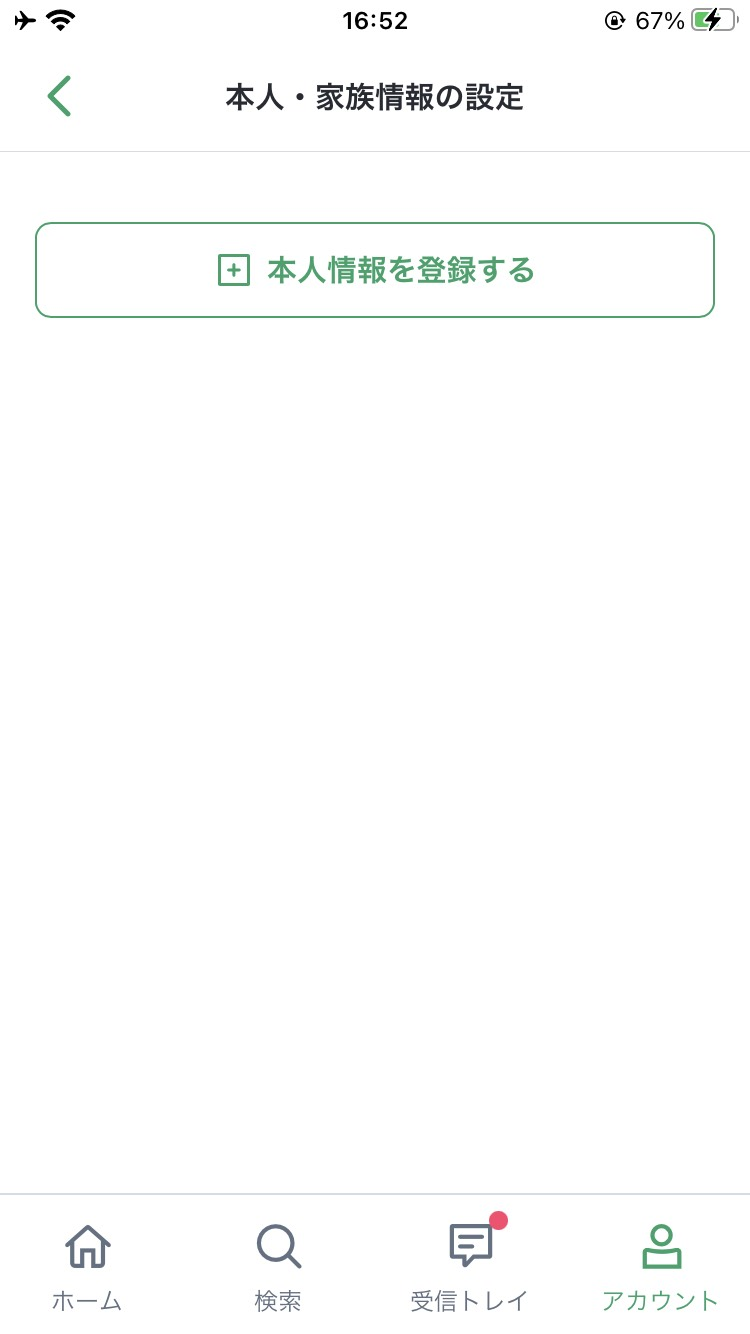 16:52
67%
本人・家族情報の設定
本人情報を登録する
ホーム
検索
受信トレイ
アカウント